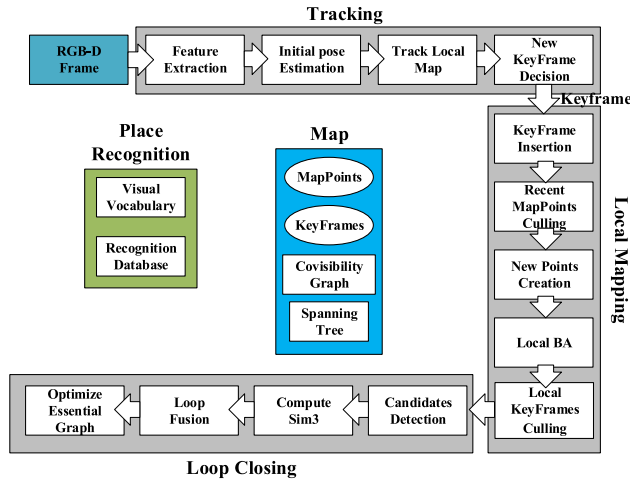 Tracking
RGB-D
Frame
Feature
Extraction
Initial pose
Estimation
Track Local
Map
New
KeyFrame
Decision
Keyframe
KeyFrame
Insertion
Recent
MapPoints
Culling
New Points
Creation
Local BA
Local
KeyFrames
Culling
Local Mapping
Place
Recognition
Visual
Vocabulary
Recognition
Database
Map
MapPoints
KeyFrames
Covisibility
Graph
Spanning
Tree
Optimize
Essential
Graph
Loop
Fusion
Compute
Sim3
Candidates
Detection
Loop Closing